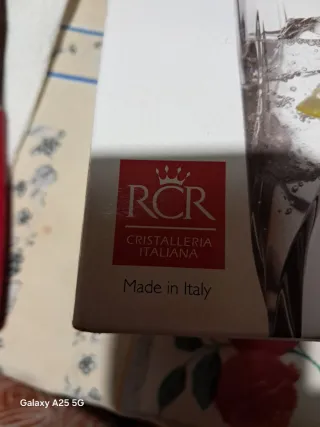 RCR
CRISTALLERIA
ITALIANA
Made in Italy
Galaxy A25 5G